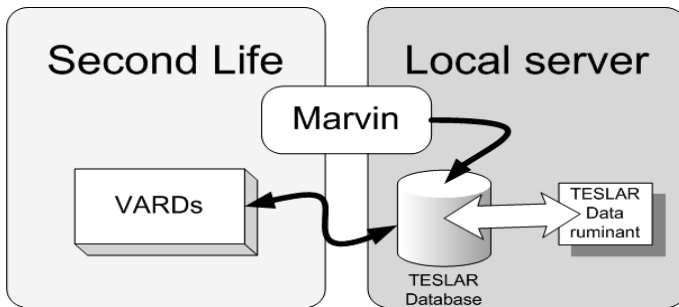 Second Life
Local server
Marvin
VARDs
TESLAR
Data
ruminant
TESLAR
Database